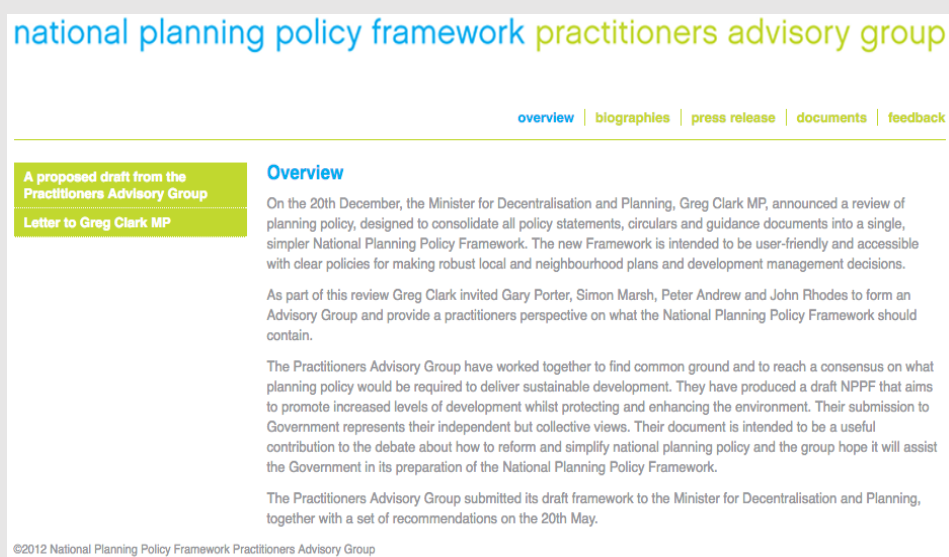 national planning policy framework practitioners advisory group
overview | biographies | press release | documents | feedback
A proposed draft from the
Practitioners Advisory Group
Letter to Greg Clark MP
Overview
On the 20th December, the Minister for Decentralisation and Planning, Greg Clark MP, announced a review of
planning policy, designed to consolidate all policy statements, circulars and guidance documents into a single,
simpler National Planning Policy Framework. The new Framework is intended to be user-friendly and accessible
with clear policies for making robust local and neighbourhood plans and development management decisions.
As part of this review Greg Clark invited Gary Porter, Simon Marsh, Peter Andrew and John Rhodes to form an
Advisory Group and provide a practitioners perspective on what the National Planning Policy Framework should
contain.
The Practitioners Advisory Group have worked together to find common ground and to reach a consensus on what
planning policy would be required to deliver sustainable development. They have produced a draft NPPF that aims
to promote increased levels of development whilst protecting and enhancing the environment. Their submission to
Government represents their independent but collective views. Their document is intended to be a useful
contribution to the debate about how to reform and simplify national planning policy and the group hope it will assist
the Government in its preparation of the National Planning Policy Framework.
The Practitioners Advisory Group submitted its draft framework to the Minister for Decentralisation and Planning,
together with a set of recommendations on the 20th May.
©2012 National Planning Policy Framework Practitioners Advisory Group